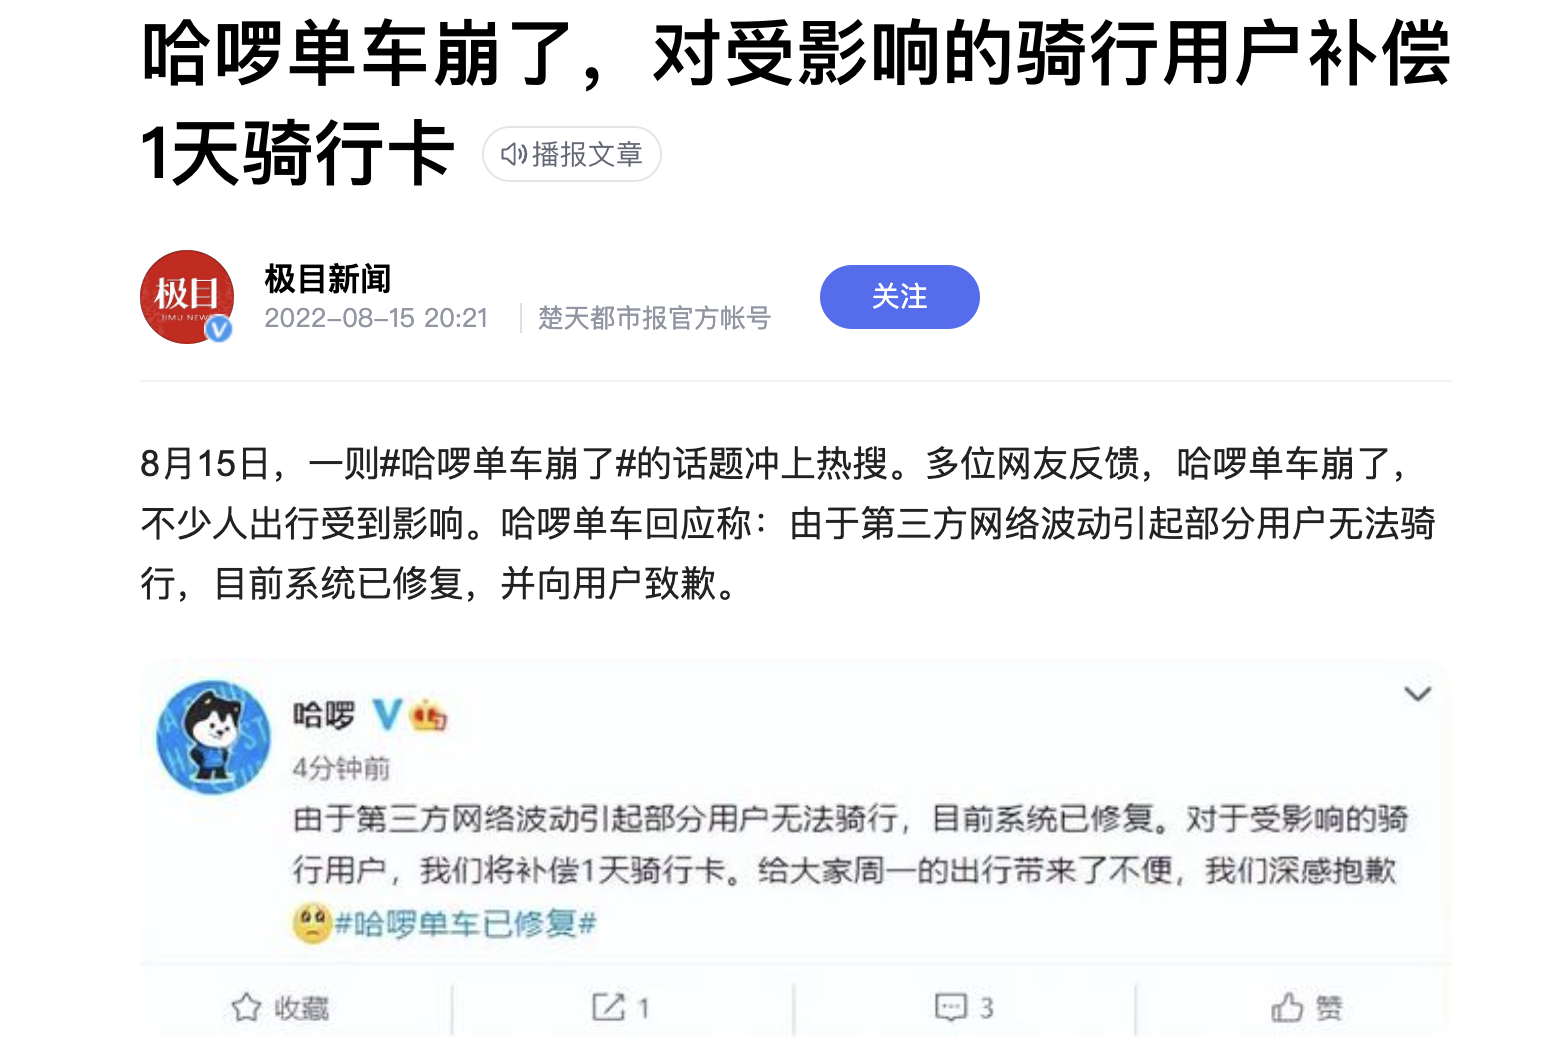 哈啰单车崩了，对受影响的骑行用户补偿
1天骑行卡
播报文章
极目
JIMU NEWS
极目新闻
2022-08-15 20:21
楚天都市报官方帐号
关注
8月15日，一则#哈啰单车崩了#的话题冲上热搜。多位网友反馈，哈啰单车崩了，
不少人出行受到影响。哈啰单车回应称：由于第三方网络波动引起部分用户无法骑
行，目前系统已修复，并向用户致歉。
哈啰
4分钟前
由于第三方网络波动引起部分用户无法骑行，目前系统已修复。对于受影响的骑
行用户，我们将补偿1天骑行卡。给大家周一的出行带来了不便，我们深感抱歉
#哈啰单车已修复#
收藏
1
3
赞